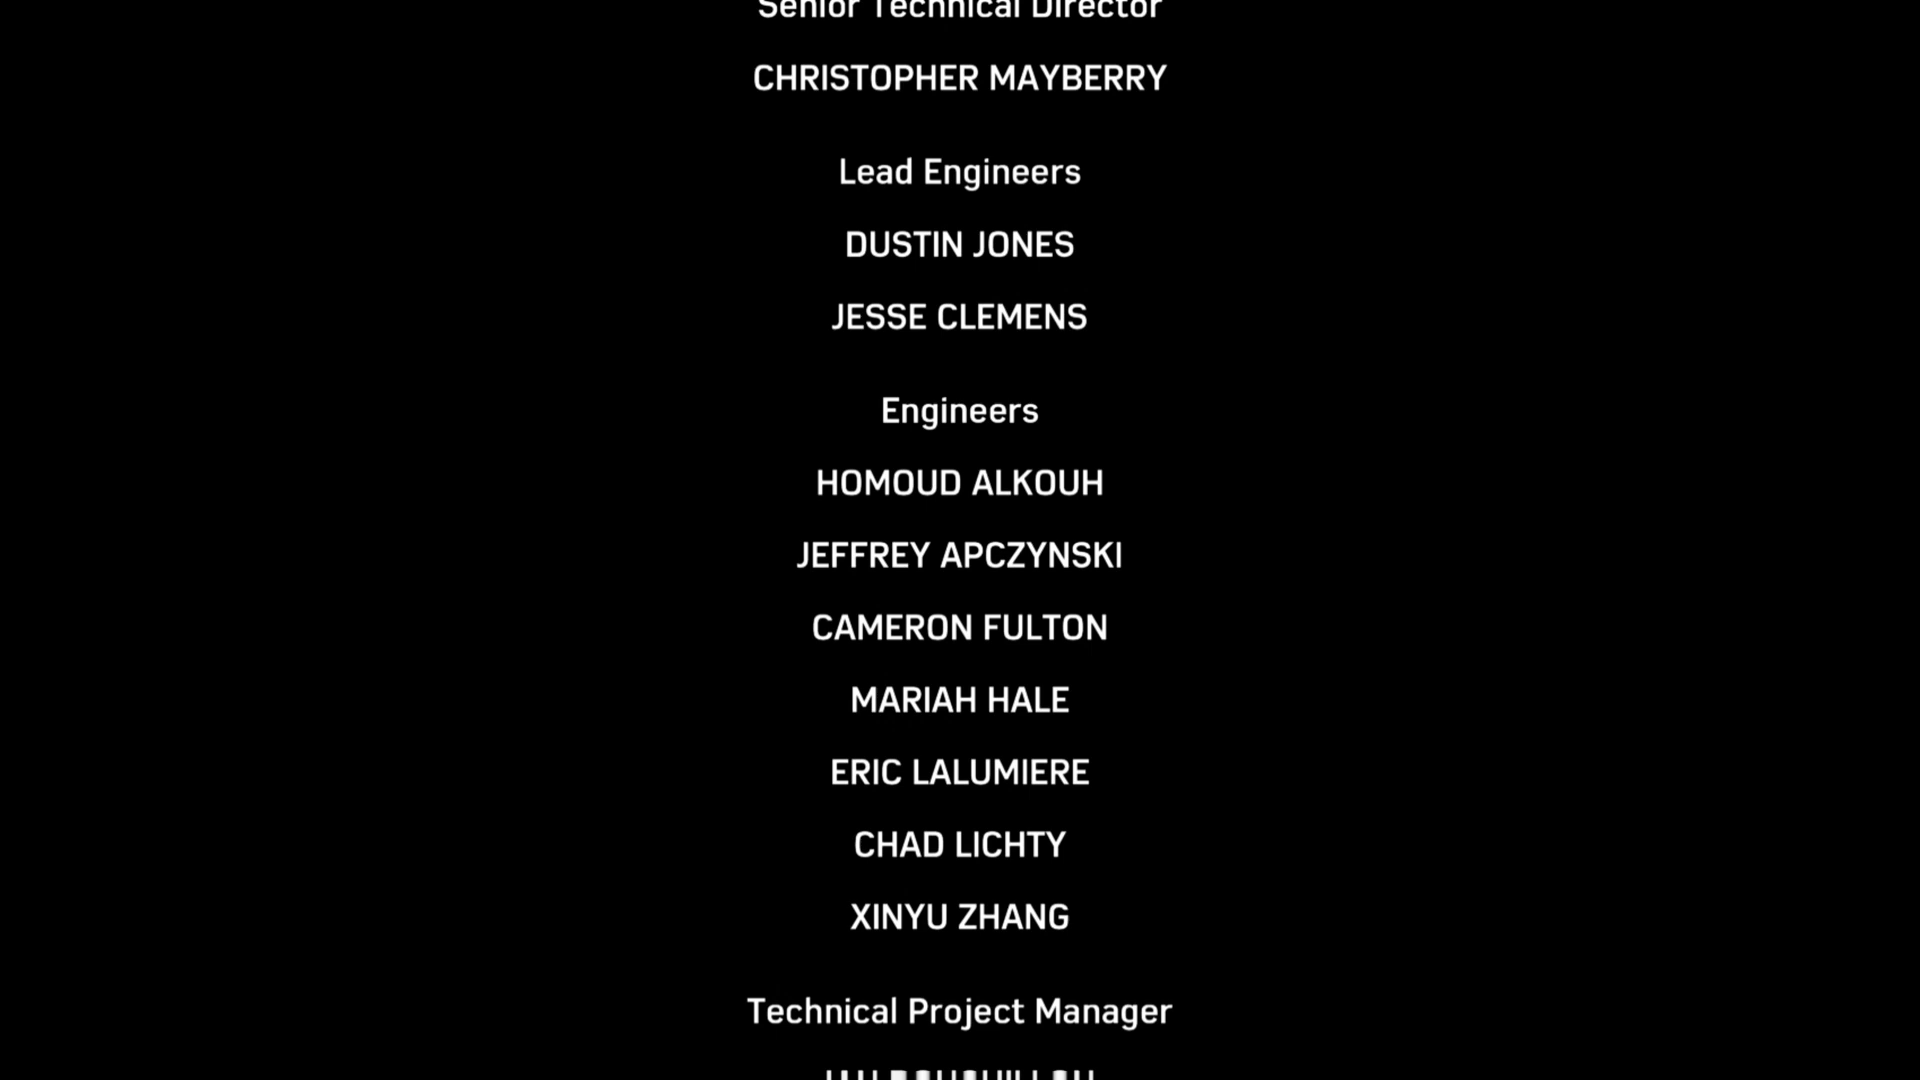 Senior Technical Director
CHRISTOPHER MAYBERRY
Lead Engineers
DUSTIN JONES
JESSE CLEMENS
Engineers
HOMOUD ALKOUH
JEFFREY APCZYNSKI
CAMERON FULTON
MARIAH HALE
ERIC LALUMIERE
CHAD LICHTY
XINYU ZHANG
Technical Project Manager